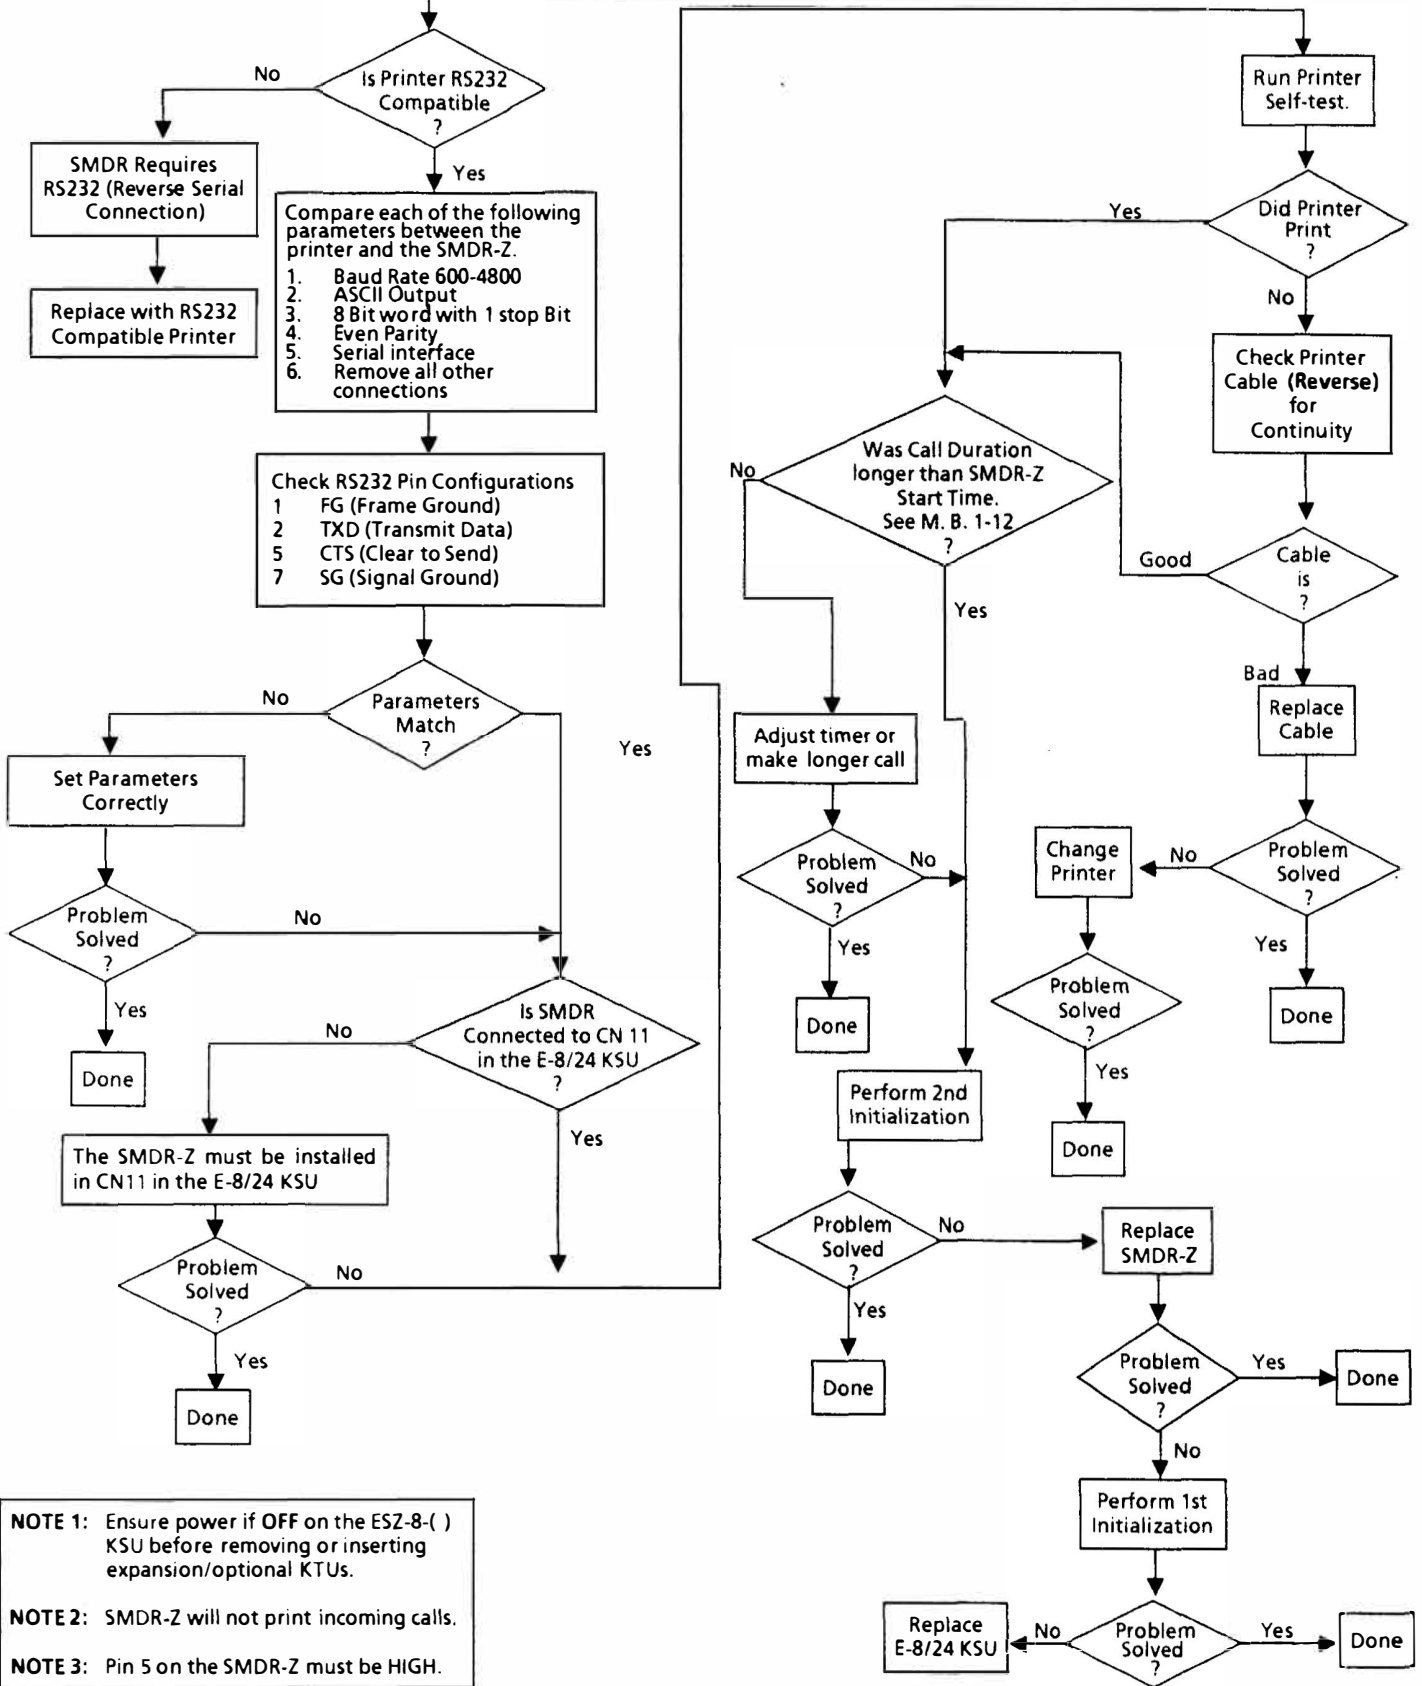 Is Printer RS232
Compatible
?
No
Yes
SMDR Requires
RS232 (Reverse Serial
Connection)
Replace with RS232
Compatible Printer
Compare each of the following
parameters between the
printer and the SMDR-Z.
1. Baud Rate 600-4800
2. ASCII Output
3. 8 Bit word with 1 stop Bit
4. Even Parity
5. Serial interface
6. Remove all other
connections
Check RS232 Pin Configurations
1 FG (Frame Ground)
2 TXD (Transmit Data)
5 CTS (Clear to Send)
7 SG (Signal Ground)
Parameters
Match
?
No
Yes
Set Parameters
Correctly
Problem
Solved
?
No
Yes
Done
Is SMDR
Connected to CN 11
in the E-8/24 KSU
?
No
Yes
The SMDR-Z must be installed
in CN11 in the E-8/24 KSU
Problem
Solved
?
No
Yes
Done
Run Printer
Self-test.
Did Printer
Print
?
Yes
No
Check Printer
Cable (Reverse)
for
Continuity
Cable
is
?
Good
Bad
Replace
Cable
Problem
Solved
?
No
Yes
Done
Change
Printer
Problem
Solved
?
Yes
Done
Was Call Duration
longer than SMDR-Z
Start Time.
See M. B. 1-12
?
No
Yes
Adjust timer or
make longer call
Problem
Solved
?
No
Yes
Done
Perform 2nd
Initialization
Problem
Solved
?
No
Yes
Done
Replace
SMDR-Z
Problem
Solved
?
Yes
Done
No
Perform 1st
Initialization
Problem
Solved
?
No
Replace
E-8/24 KSU
Yes
Done
NOTE 1: Ensure power if OFF on the ESZ-8-( )
KSU before removing or inserting
expansion/optional KTUs.
NOTE 2: SMDR-Z will not print incoming calls.
NOTE 3: Pin 5 on the SMDR-Z must be HIGH.